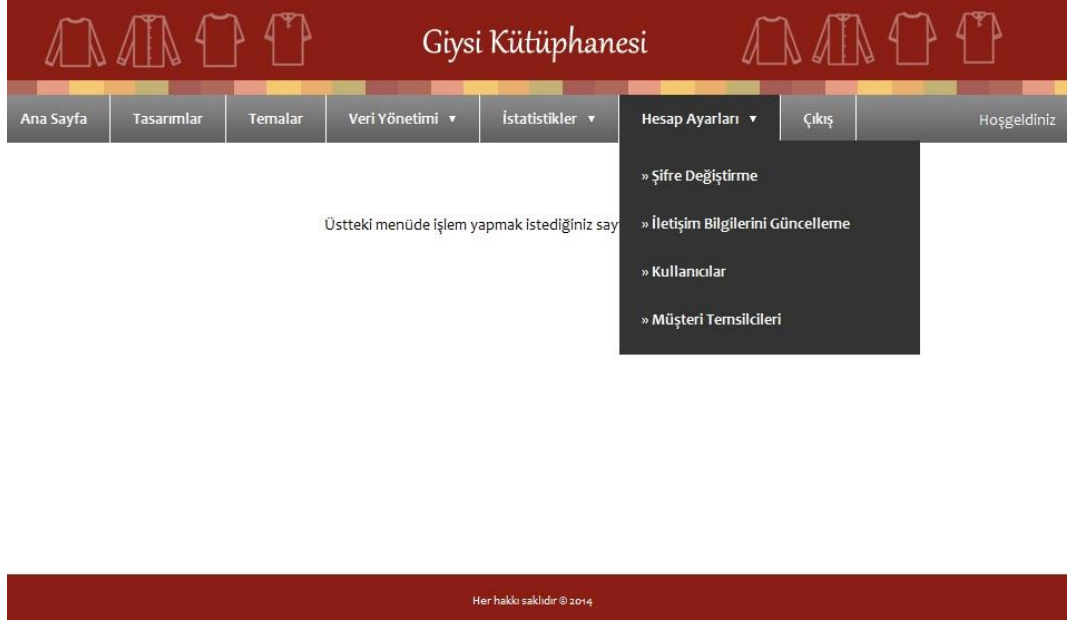 Giysi Kütüphanesi
Ana Sayfa Tasarımlar Temalar Veri Yönetimi ▼ İstatistikler ▼ Hesap Ayarları ▼ Çıkış Hoşgeldiniz
» Şifre Değiştirme
Üstteki menüde işlem yapmak istediğiniz say
» İletişim Bilgilerini Güncelleme
» Kullanıcılar
» Müşteri Temsilcileri
Her hakkı saklıdır © 2014